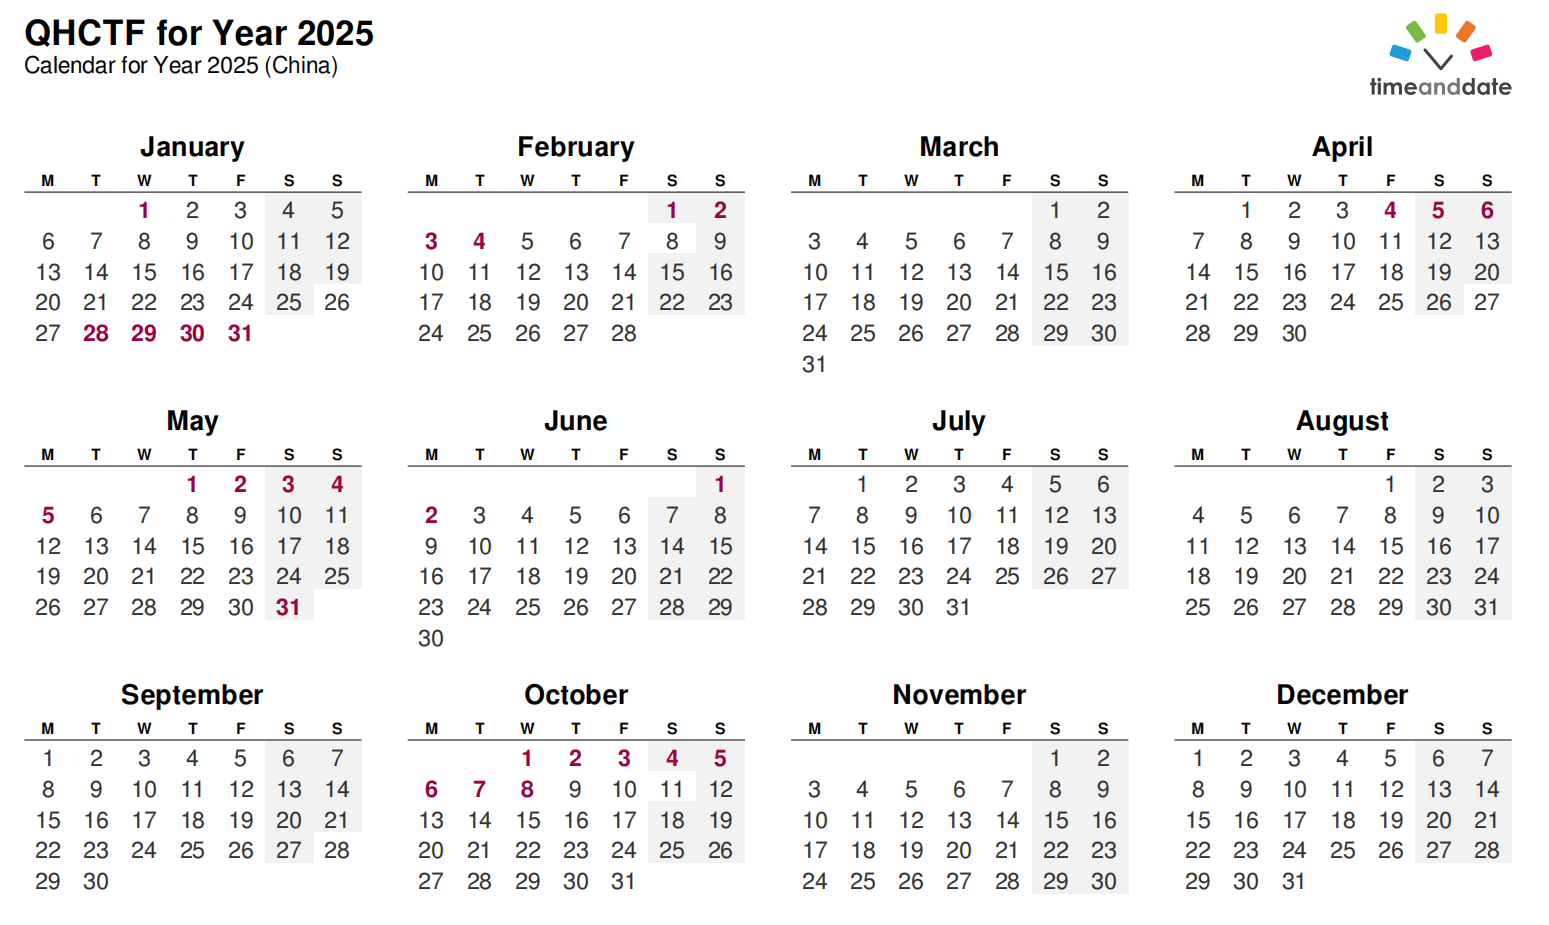 QHCTF for Year 2025
Calendar for Year 2025 (China)
timeanddate
January February March April
M T W T F S S M T W T F S S M T W T F S S M T W T F S S
1 2 3 4 5 1 2 1 2 1 2 3 4 5 6
6 7 8 9 10 11 12 3 4 5 6 7 8 9 3 4 5 6 7 8 9 7 8 9 10 11 12 13
13 14 15 16 17 18 19 10 11 12 13 14 15 16 10 11 12 13 14 15 16 14 15 16 17 18 19 20
20 21 22 23 24 25 26 17 18 19 20 21 22 23 17 18 19 20 21 22 23 21 22 23 24 25 26 27
27 28 29 30 31 24 25 26 27 28 24 25 26 27 28 29 30 28 29 30
31
May June July August
M T W T F S S M T W T F S S M T W T F S S M T W T F S S
1 2 3 4 1 1 2 3 4 5 6 1 2 3
5 6 7 8 9 10 11 2 3 4 5 6 7 8 7 8 9 10 11 12 13 4 5 6 7 8 9 10
12 13 14 15 16 17 18 9 10 11 12 13 14 15 14 15 16 17 18 19 20 11 12 13 14 15 16 17
19 20 21 22 23 24 25 16 17 18 19 20 21 22 21 22 23 24 25 26 27 18 19 20 21 22 23 24
26 27 28 29 30 31 23 24 25 26 27 28 29 28 29 30 31 25 26 27 28 29 30 31
30
September October November December
M T W T F S S M T W T F S S M T W T F S S M T W T F S S
1 2 3 4 5 6 7 1 2 3 4 5 1 2 1 2 3 4 5 6 7
8 9 10 11 12 13 14 6 7 8 9 10 11 12 3 4 5 6 7 8 9 8 9 10 11 12 13 14
15 16 17 18 19 20 21 13 14 15 16 17 18 19 10 11 12 13 14 15 16 15 16 17 18 19 20 21
22 23 24 25 26 27 28 20 21 22 23 24 25 26 17 18 19 20 21 22 23 22 23 24 25 26 27 28
29 30 27 28 29 30 31 24 25 26 27 28 29 30 29 30 31